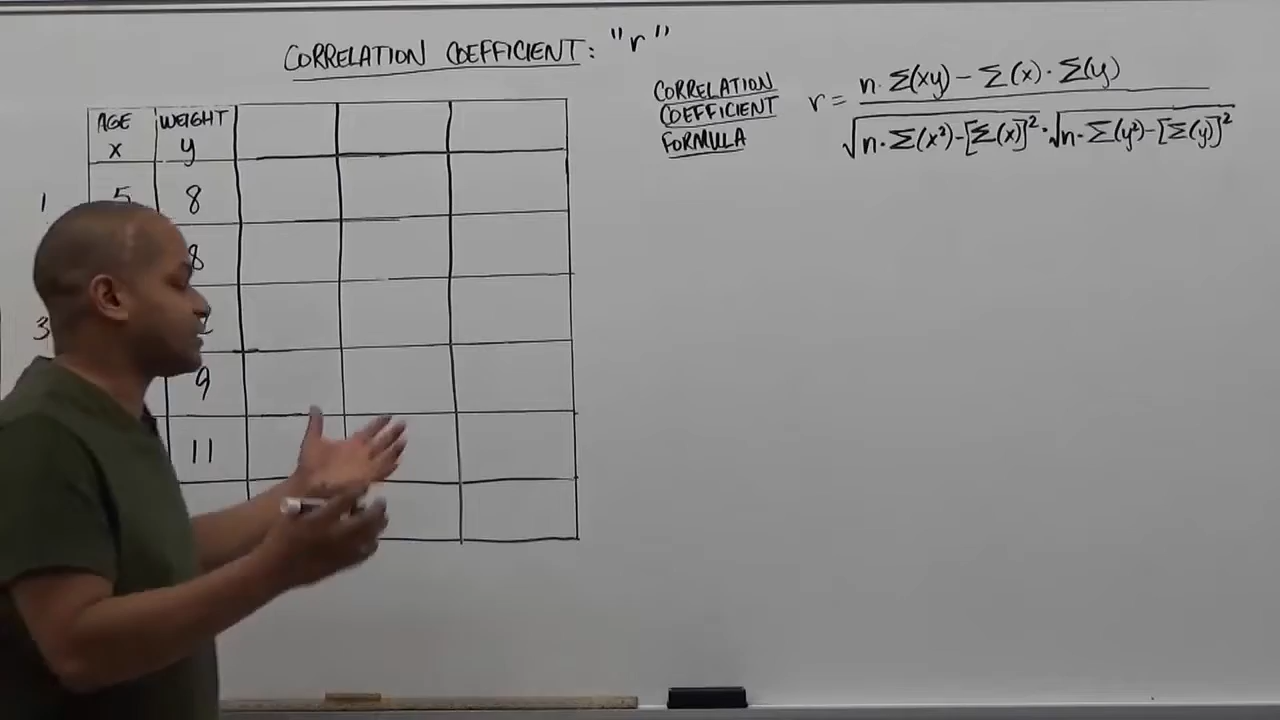 CORRELATION COEFFICIENT: "r"
CORRELATION
COEFFICIENT
FORMULA
r = n·Σ(xy) − Σ(x)·Σ(y)
√n·Σ(x²)−[Σ(x)]² · √n·Σ(y²)−[Σ(y)]²
AGE WEIGHT
x y
1 5 8
8
3
9
11